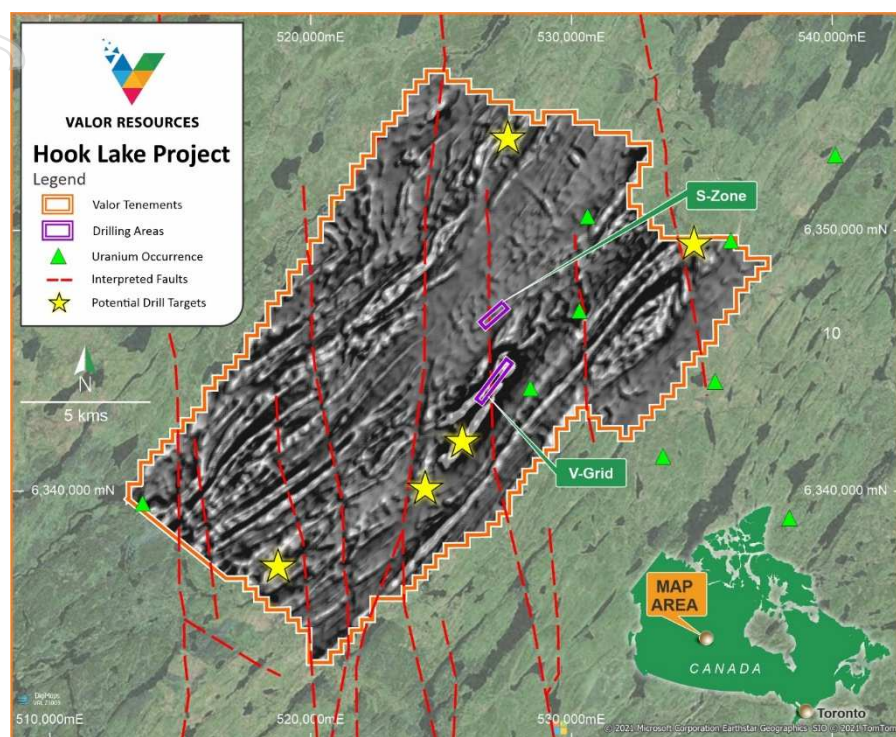 520,000mE
530,000mE
540,000mE
VALOR RESOURCES
Hook Lake Project
Legend
Valor Tenements
Drilling Areas
Uranium Occurrence
Interpreted Faults
Potential Drill Targets
S-Zone
6,350,000 mN
10
N
5 kms
V-Grid
6,340,000 mN
6,340,000 mN
MAP
AREA
CANADA
Toronto
DigMaps
510,000mE
520,000mE
530,000mE
© 2021 Microsoft Corporation Earthstar Geographics SIO © 2021 TomTom